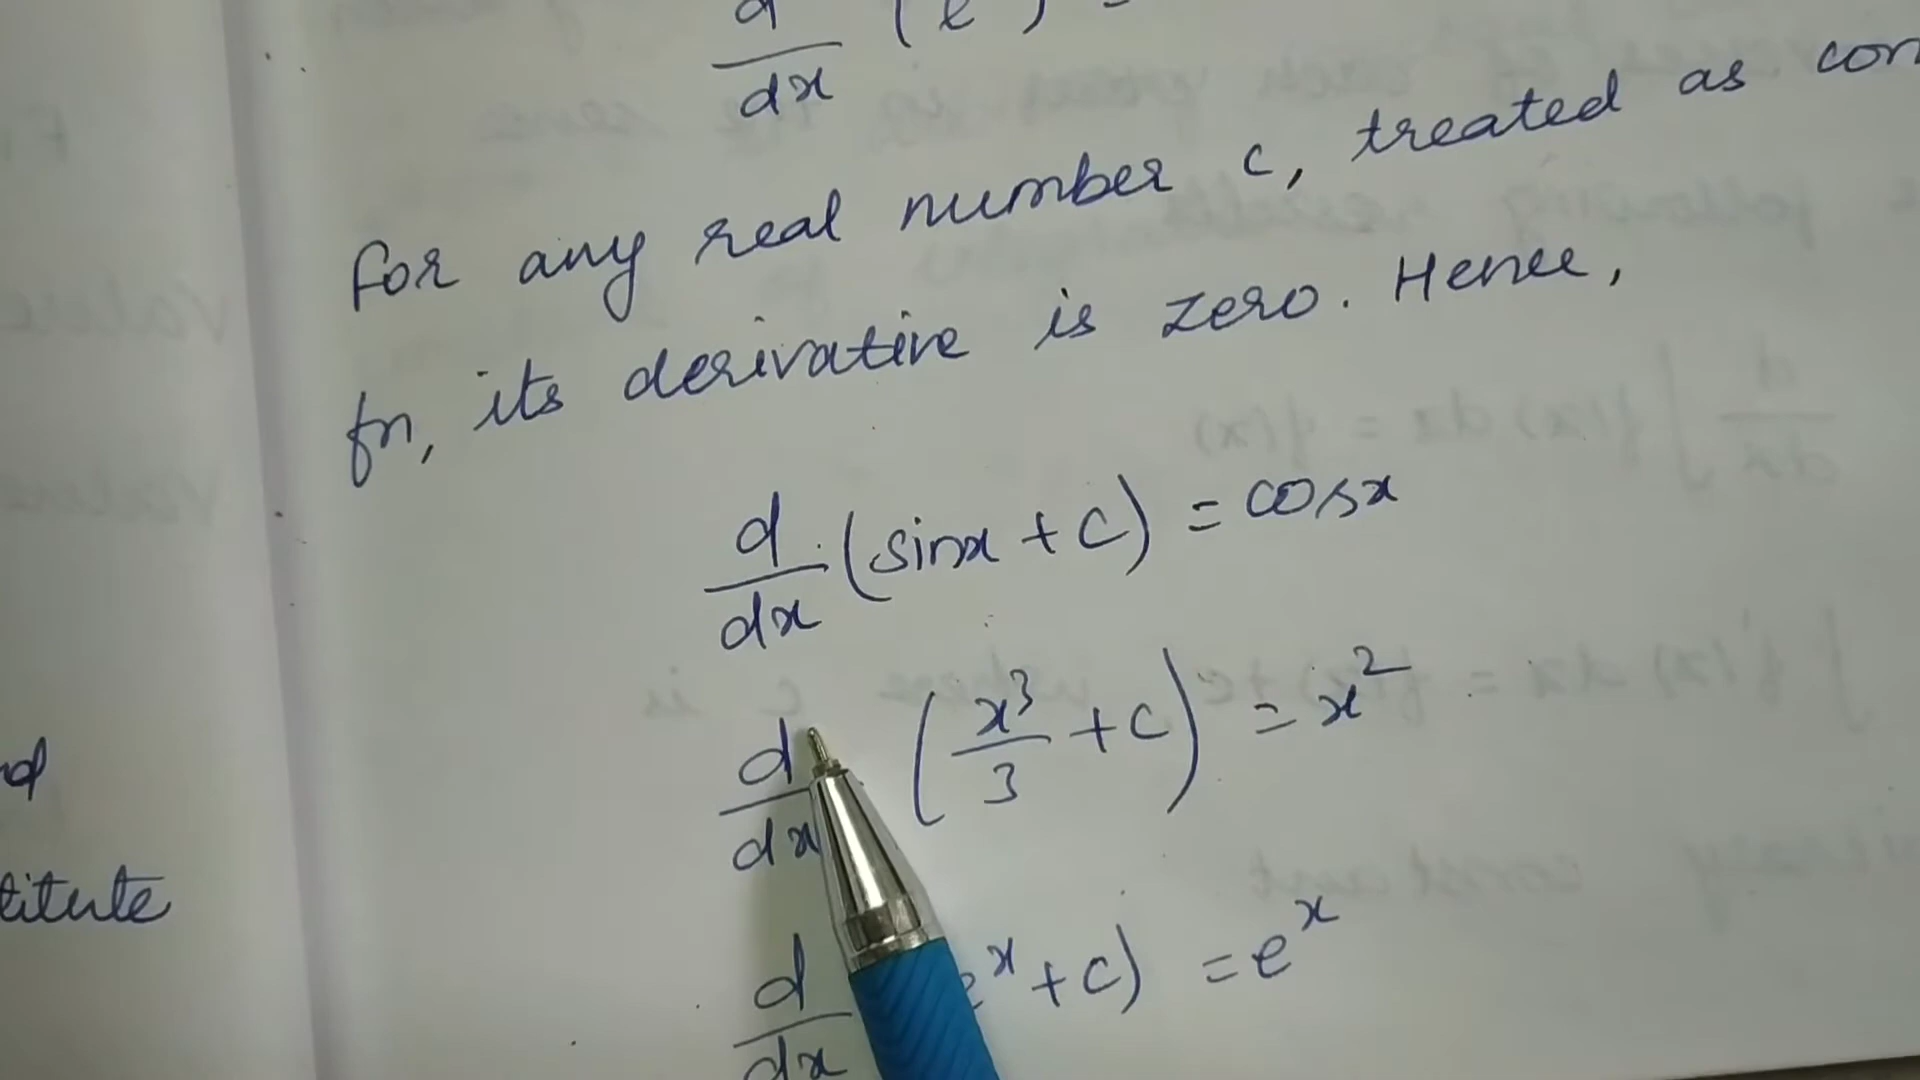 d/dx (e
For any real number c, treated as con
fn, its derivative is zero. Hence,
d/dx (sinx + c) = cosx
d/dx (x³/3 + c) = x²
d/dx eˣ + c) = eˣ
titute